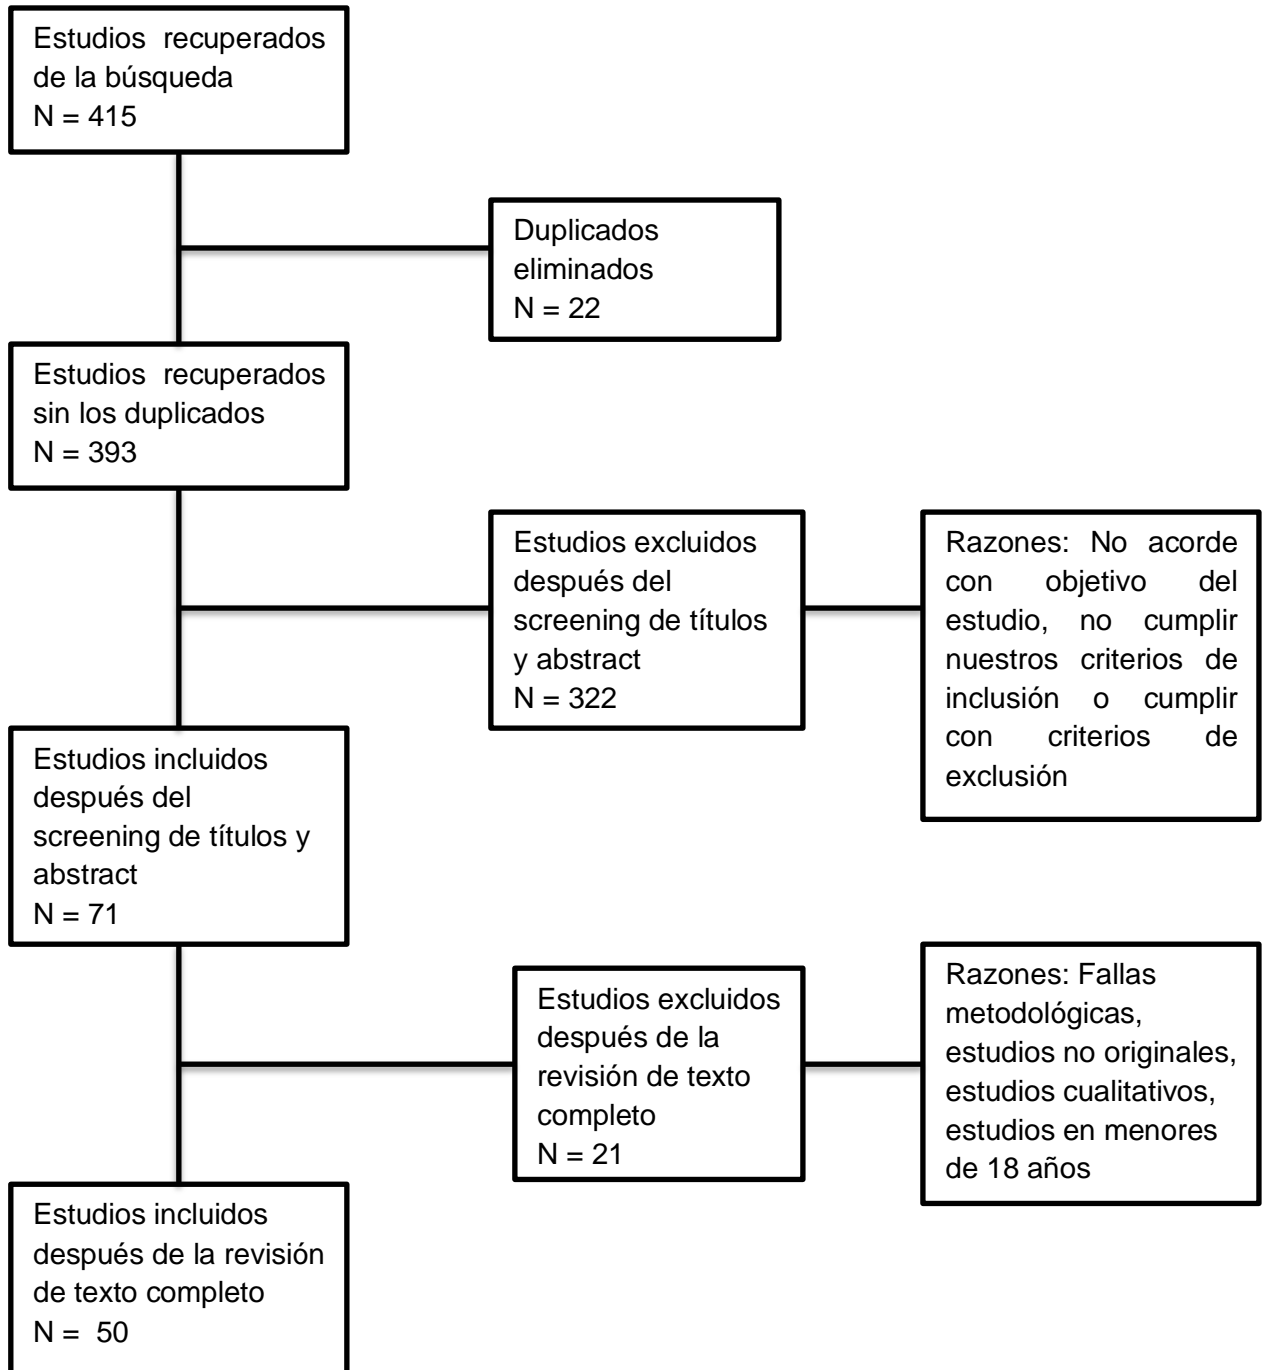 Estudios recuperados
de la búsqueda
N = 415
Duplicados
eliminados
N = 22
Estudios recuperados
sin los duplicados
N = 393
Estudios excluidos
después del
screening de títulos
y abstract
N = 322
Razones: No acorde
con objetivo del
estudio, no cumplir
nuestros criterios de
inclusión o cumplir
con criterios de
exclusión
Estudios incluidos
después del
screening de títulos y
abstract
N = 71
Estudios excluidos
después de la
revisión de texto
completo
N = 21
Razones: Fallas
metodológicas,
estudios no originales,
estudios cualitativos,
estudios en menores
de 18 años
Estudios incluidos
después de la revisión
de texto completo
N = 50